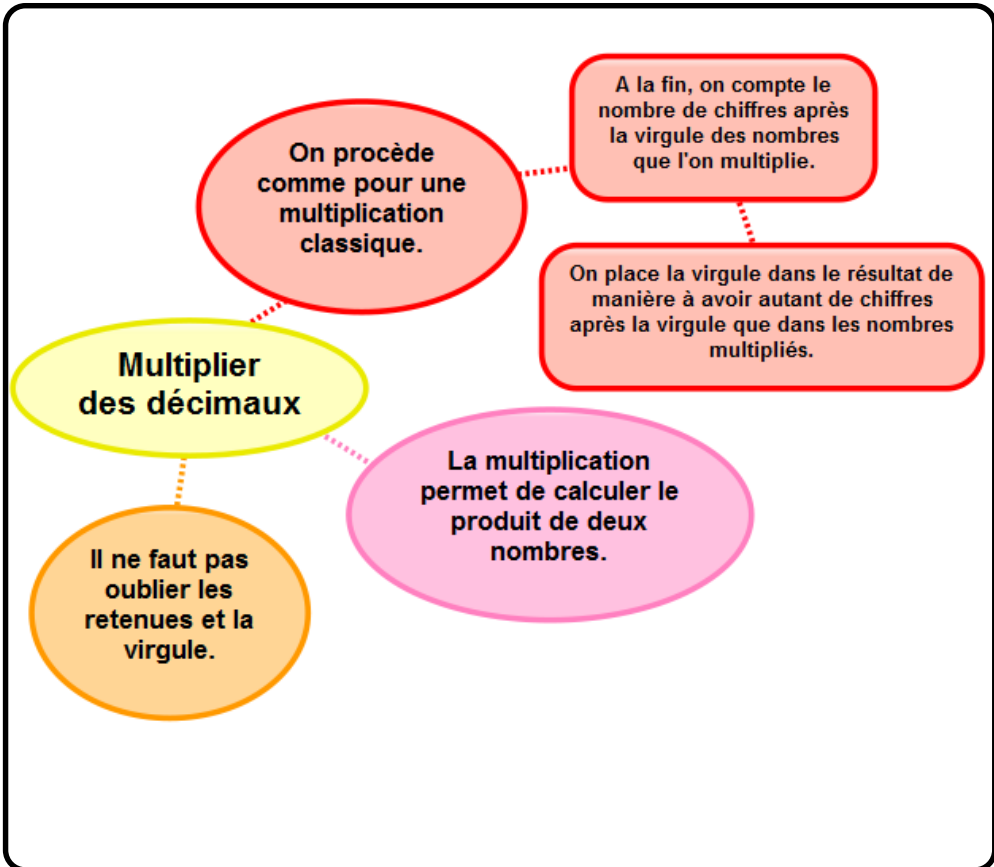 A la fin, on compte le
nombre de chiffres après
la virgule des nombres
que l'on multiplie.
On procède
comme pour une
multiplication
classique.
On place la virgule dans le résultat de
manière à avoir autant de chiffres
après la virgule que dans les nombres
multipliés.
Multiplier
des décimaux
La multiplication
permet de calculer le
produit de deux
nombres.
Il ne faut pas
oublier les
retenues et la
virgule.